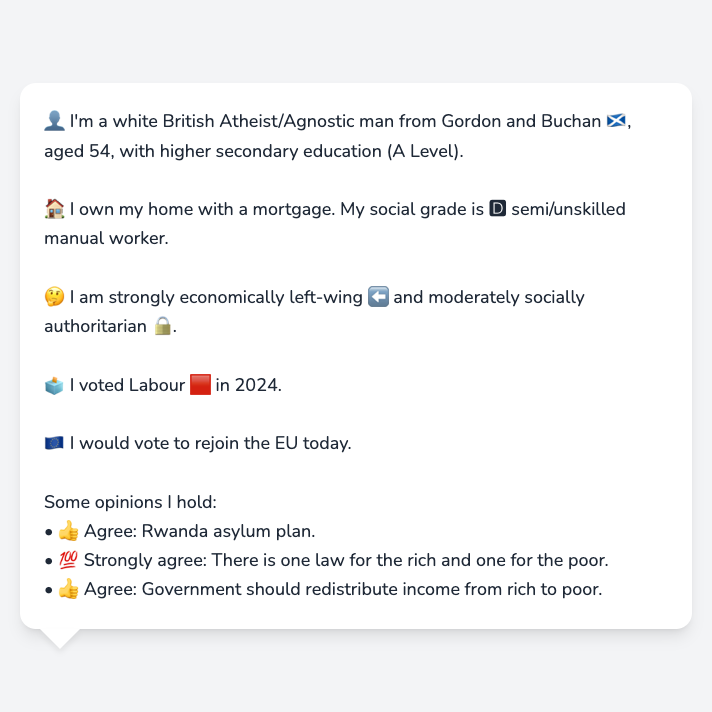 👤 I'm a white British Atheist/Agnostic man from Gordon and Buchan 🏴󠁧󠁢󠁳󠁣󠁴󠁿,
aged 54, with higher secondary education (A Level).
🏠 I own my home with a mortgage. My social grade is 🅳 semi/unskilled
manual worker.
🤔 I am strongly economically left-wing ⬅️ and moderately socially
authoritarian 🔒.
🗳️ I voted Labour 🟥 in 2024.
🇪🇺 I would vote to rejoin the EU today.
Some opinions I hold:
• 👍 Agree: Rwanda asylum plan.
• 💯 Strongly agree: There is one law for the rich and one for the poor.
• 👍 Agree: Government should redistribute income from rich to poor.